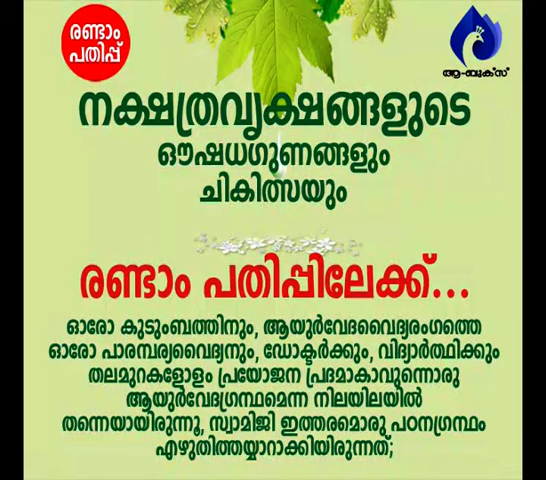 രണ്ടാം
പതിപ്പ്
ആ-ബുക്സ്
നക്ഷത്രവൃക്ഷങ്ങളുടെ
ഔഷധഗുണങ്ങളും
ചികിത്സയും
രണ്ടാം പതിപ്പിലേക്ക്...
ഓരോ കുടുംബത്തിനും, ആയുർവേദവൈദ്യരംഗത്തെ
ഓരോ പാരമ്പര്യവൈദ്യനും, ഡോക്ടർക്കും, വിദ്യാർത്ഥിക്കും
തലമുറകളോളം പ്രയോജന പ്രദമാകാവുന്നൊരു
ആയുർവേദഗ്രന്ഥമെന്ന നിലയിലയിൽ
തന്നെയായിരുന്നൂ, സ്വാമിജി ഇത്തരമൊരു പഠനഗ്രന്ഥം
എഴുതിത്തയ്യാറാക്കിയിരുന്നത്;